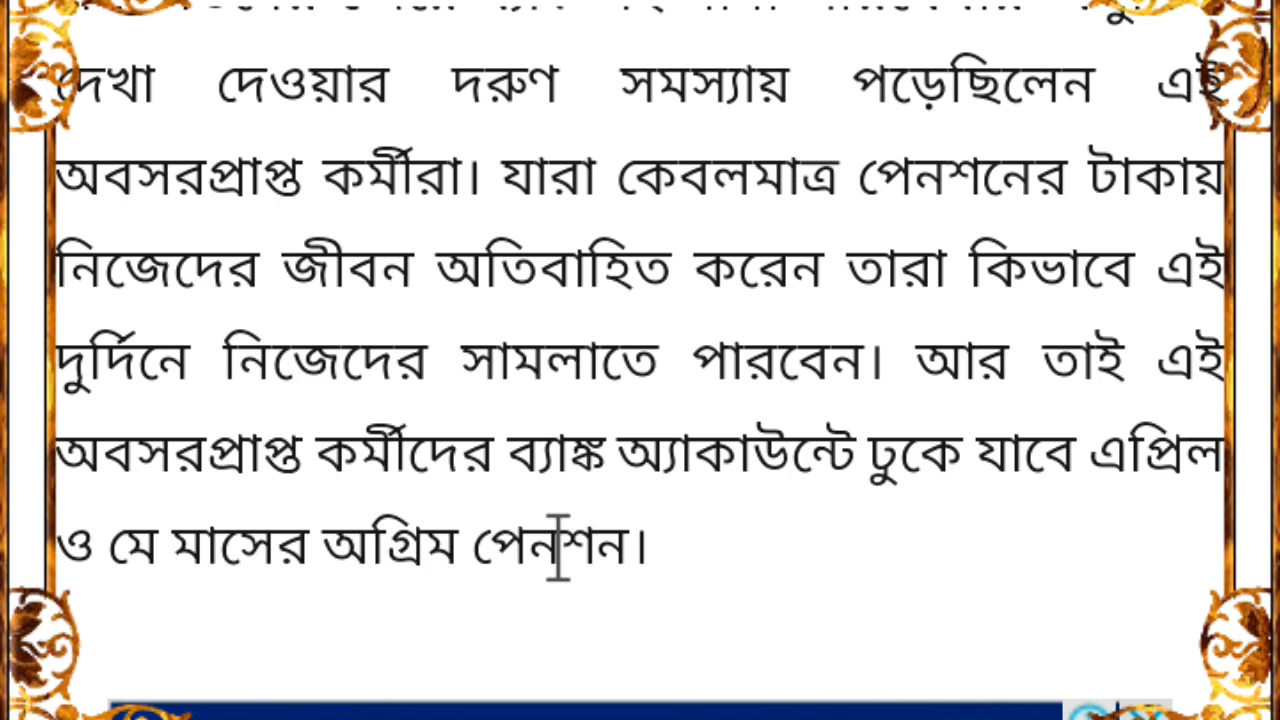 দেখা দেওয়ার দরুণ সমস্যায় পড়েছিলেন এই
অবসরপ্রাপ্ত কর্মীরা। যারা কেবলমাত্র পেনশনের টাকায়
নিজেদের জীবন অতিবাহিত করেন তারা কিভাবে এই
দুর্দিনে নিজেদের সামলাতে পারবেন। আর তাই এই
অবসরপ্রাপ্ত কর্মীদের ব্যাঙ্ক অ্যাকাউন্টে ঢুকে যাবে এপ্রিল
ও মে মাসের অগ্রিম পেনশন।